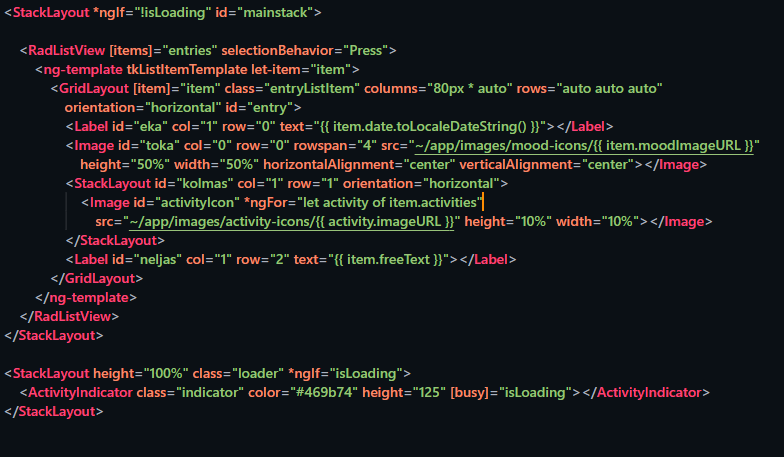 <StackLayout *ngIf="!isLoading" id="mainstack">
<RadListView [items]="entries" selectionBehavior="Press">
<ng-template tkListItemTemplate let-item="item">
<GridLayout [item]="item" class="entryListItem" columns="80px * auto" rows="auto auto auto"
orientation="horizontal" id="entry">
<Label id="eka" col="1" row="0" text="{{ item.date.toLocaleDateString() }}"></Label>
<Image id="toka" col="0" row="0" rowspan="4" src="~/app/images/mood-icons/{{ item.moodImageURL }}"
height="50%" width="50%" horizontalAlignment="center" verticalAlignment="center"></Image>
<StackLayout id="kolmas" col="1" row="1" orientation="horizontal">
<Image id="activityIcon" *ngFor="let activity of item.activities"
src="~/app/images/activity-icons/{{ activity.imageURL }}" height="10%" width="10%"></Image>
</StackLayout>
<Label id="neljas" col="1" row="2" text="{{ item.freeText }}"></Label>
</GridLayout>
</ng-template>
</RadListView>
</StackLayout>
<StackLayout height="100%" class="loader" *ngIf="isLoading">
<ActivityIndicator class="indicator" color="#469b74" height="125" [busy]="isLoading"></ActivityIndicator>
</StackLayout>